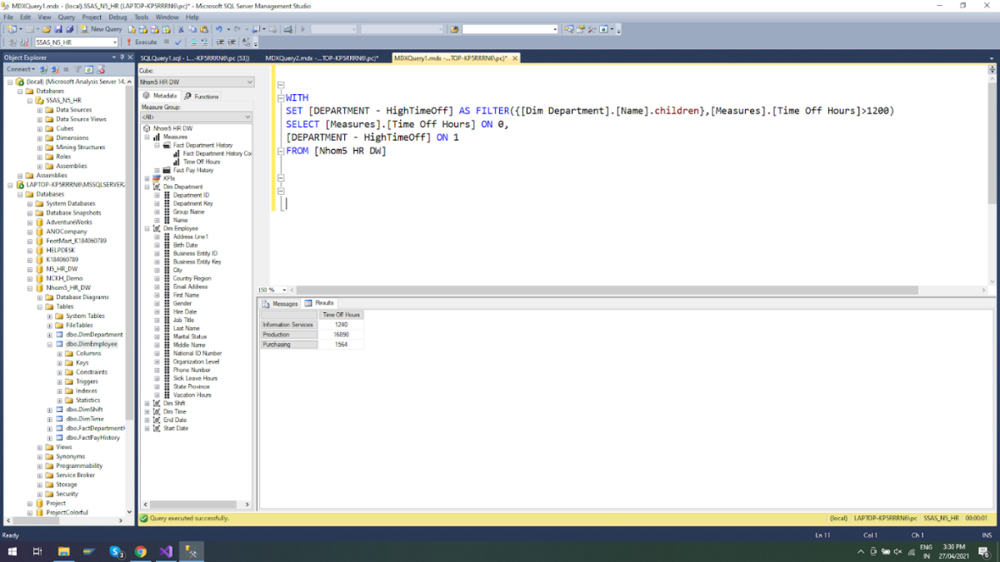 MDXQuery1.mdx - (local).SSAS_N5_HR (LAPTOP-KP5RRRN6\pc)* - Microsoft SQL Server Management Studio
File Edit View Query Project Debug Tools Window Help
New Query
SSAS_N5_HR
Execute
Object Explorer
Connect
(local) (Microsoft Analysis Server 14.
Databases
SSAS_N5_HR
Data Sources
Data Source Views
Cubes
Dimensions
Mining Structures
Roles
Assemblies
Assemblies
LAPTOP-KP5RRRN6\MSSQLSERVER
Databases
System Databases
Database Snapshots
AdventureWorks
ANOCompany
FootMart_K184060789
HELPDESK
K184060789
N5_HR_DW
NCKH_Demo
Nhom5_HR_DW
Database Diagrams
Tables
System Tables
FileTables
dbo.DimDepartment
dbo.DimEmployee
Columns
Keys
Constraints
Triggers
Indexes
Statistics
dbo.DimShift
dbo.DimTime
dbo.FactDepartment
dbo.FactPayHistory
Views
Synonyms
Programmability
Service Broker
Storage
Security
Project
ProjectColorful
SQLQuery1.sql - L...-KP5RRRN6\pc (53)) MDXQuery2.mdx -...TOP-KP5RRRN6\pc)* MDXQuery1.mdx -...TOP-KP5RRRN6\pc)*
Cube:
Nhom5 HR DW
Metadata Functions
Measure Group:
<All>
Nhom5 HR DW
Measures
Fact Department History
Fact Department History Co
Time Off Hours
Fact Pay History
KPIs
Dim Department
Department ID
Department Key
Group Name
Name
Dim Employee
Address Line1
Birth Date
Business Entity ID
Business Entity Key
City
Country Region
Email Address
First Name
Gender
Hire Date
Job Title
Last Name
Marital Status
Middle Name
National ID Number
Organization Level
Phone Number
Sick Leave Hours
State Province
Vacation Hours
Dim Shift
Dim Time
End Date
Start Date
WITH
SET [DEPARTMENT - HighTimeOff] AS FILTER({[Dim Department].[Name].children},[Measures].[Time Off Hours]>1200)
SELECT [Measures].[Time Off Hours] ON 0,
[DEPARTMENT - HighTimeOff] ON 1
FROM [Nhom5 HR DW]
150 %
Messages Results
Time Off Hours
Information Services 1240
Production 16890
Purchasing 1564
Query executed successfully. (local) LAPTOP-KP5RRRN6\pc SSAS_N5_HR 00:00:01
Ready Ln 11 Col 1 Ch 1 INS
3
ENG
IN
3:30 PM
27/04/2021
6